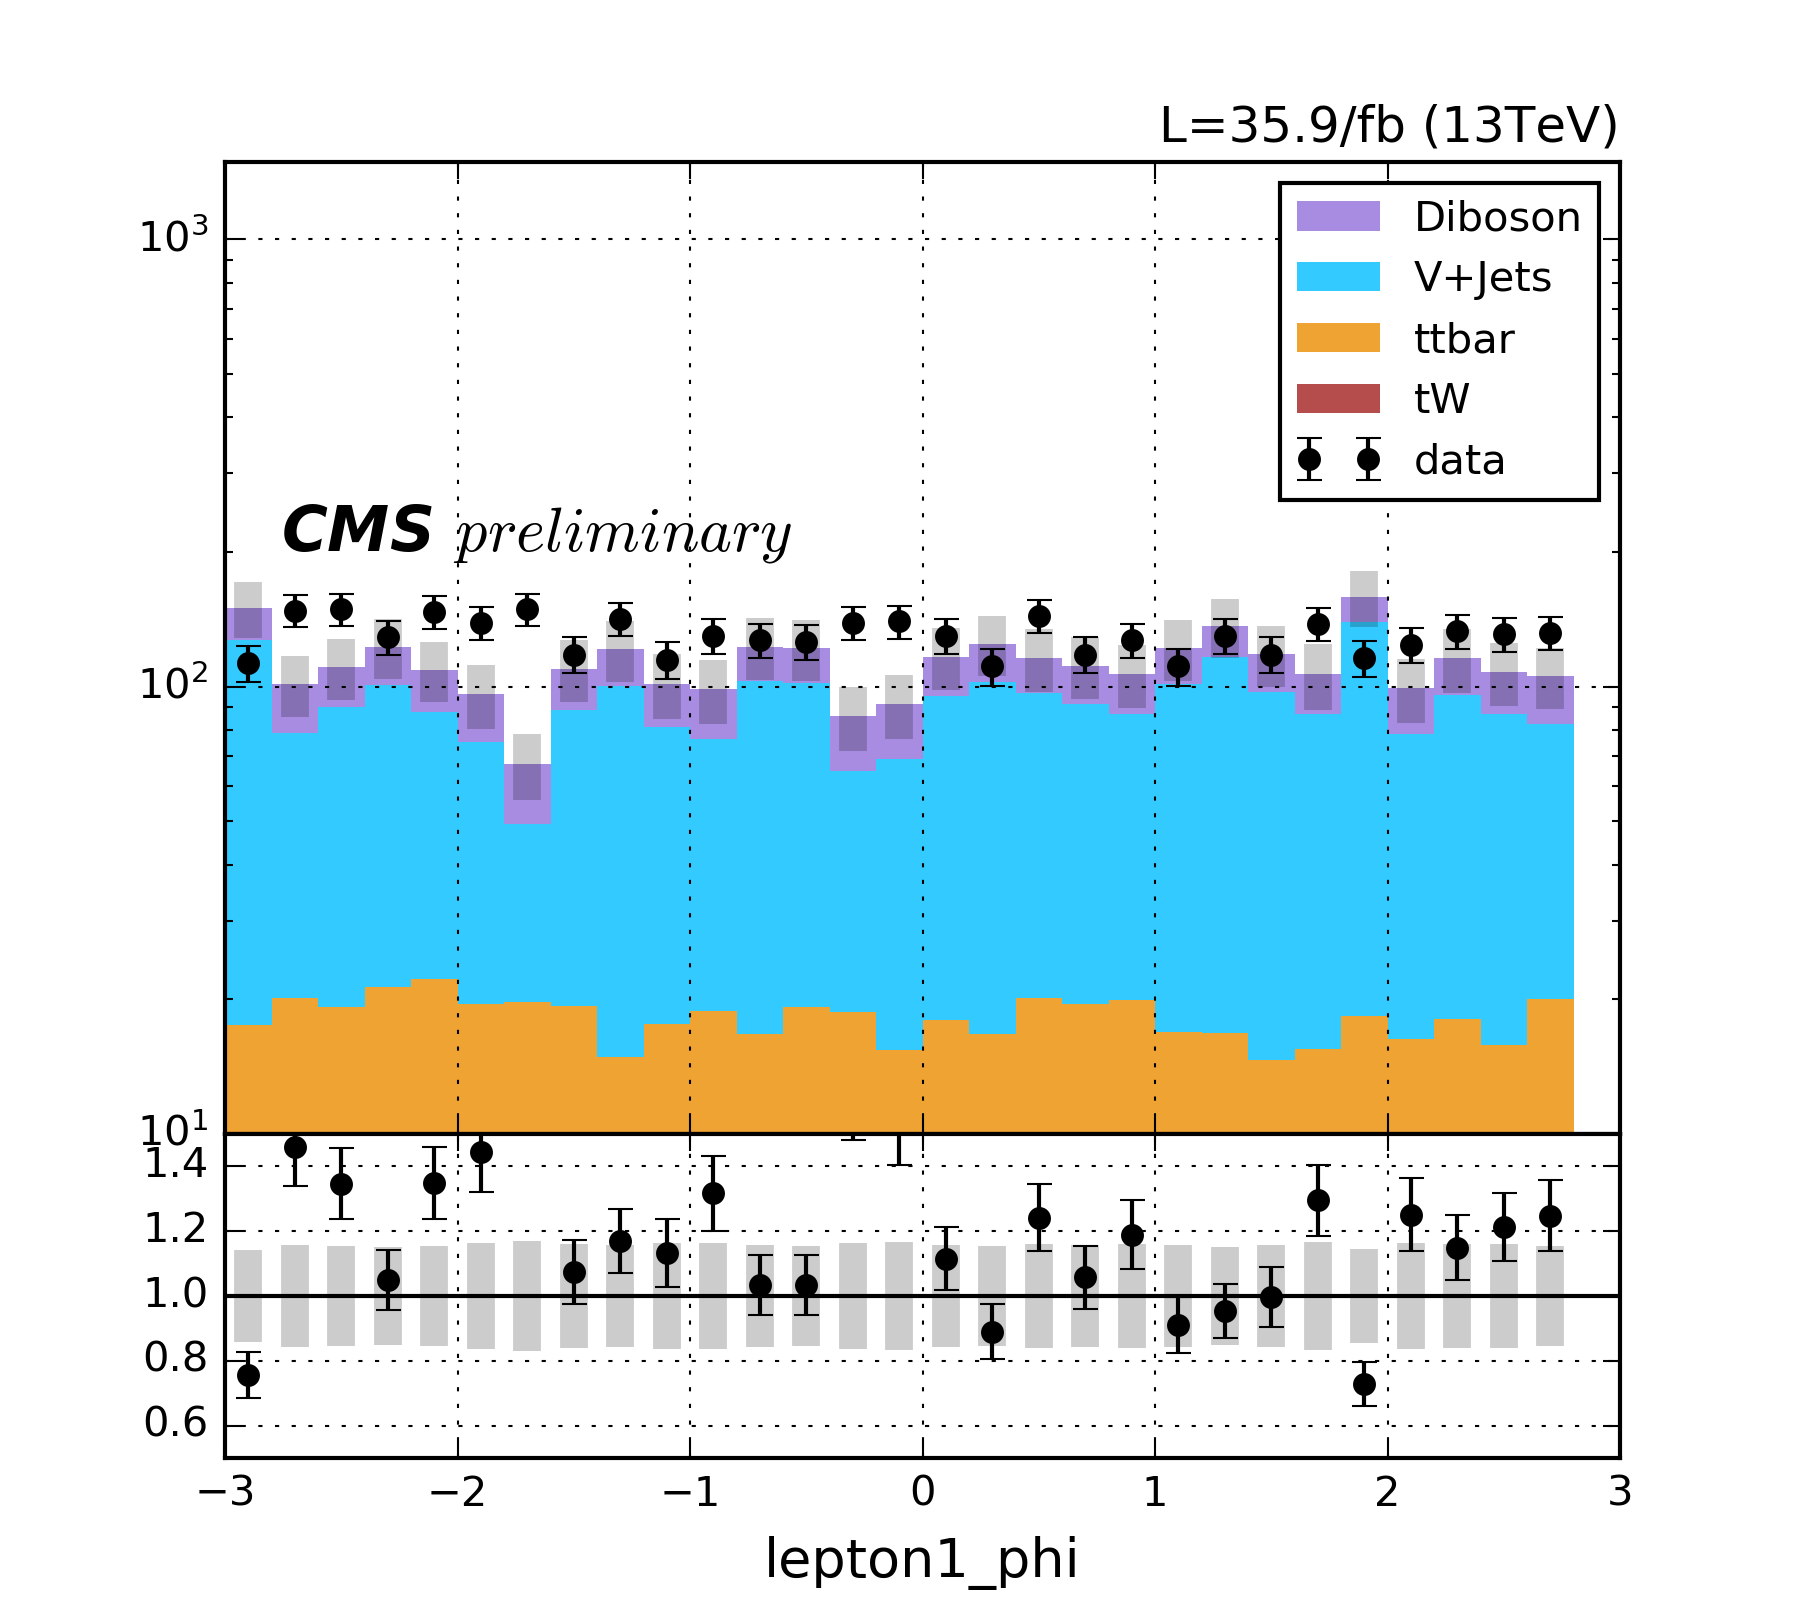 L=35.9/fb (13TeV)
10³
Diboson
V+Jets
ttbar
tW
data
CMS preliminary
10²
10¹
1.4
1.2
1.0
0.8
0.6
−3 −2 −1 0 1 2 3
lepton1_phi